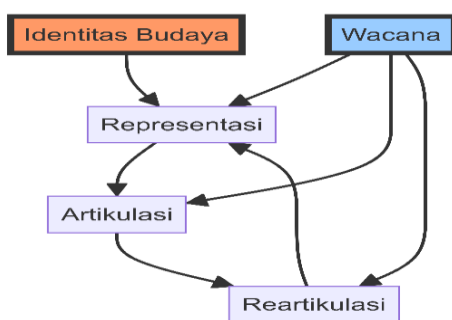 Identitas Budaya
Wacana
Representasi
Artikulasi
Reartikulasi